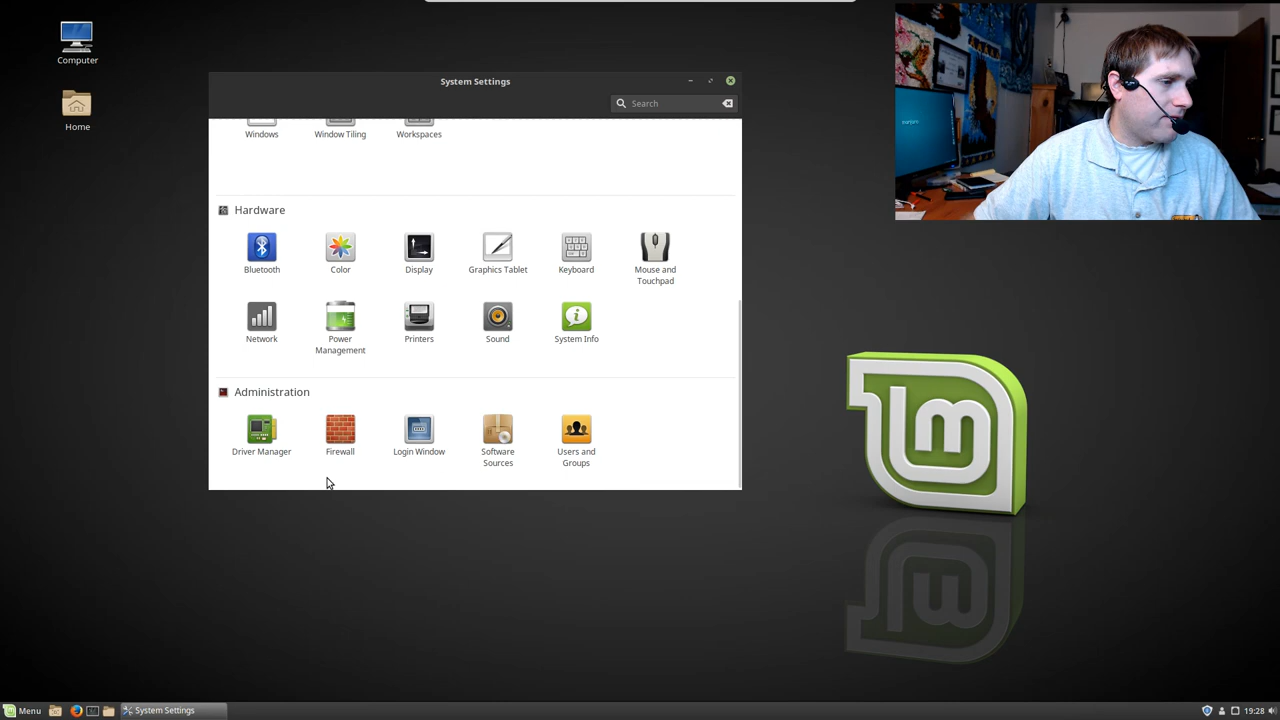 Computer
Home
System Settings
Search
Windows
Window Tiling
Workspaces
Hardware
Bluetooth
Color
Display
Graphics Tablet
Keyboard
Mouse and
Touchpad
Network
Power
Management
Printers
Sound
System Info
Administration
Driver Manager
Firewall
Login Window
Software
Sources
Users and
Groups
lm
Menu
System Settings
19:28